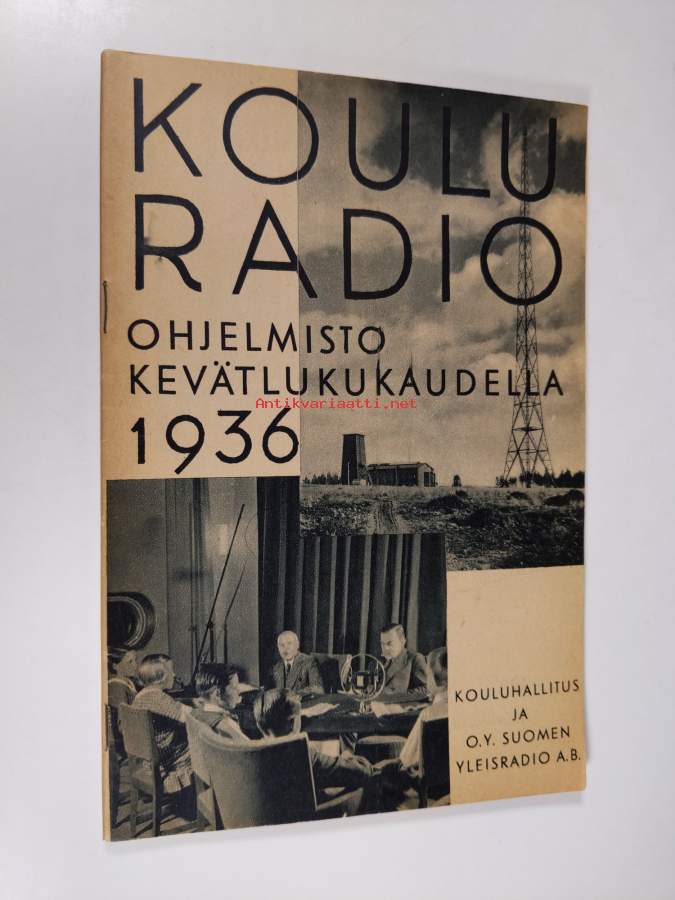 KOULU
RADIO
OHJELMISTO
KEVÄTLUKUKAUDELLA
Antikvariaatti.net
1936
KOULUHALLITUS
JA
O.Y. SUOMEN
YLEISRADIO A.B.